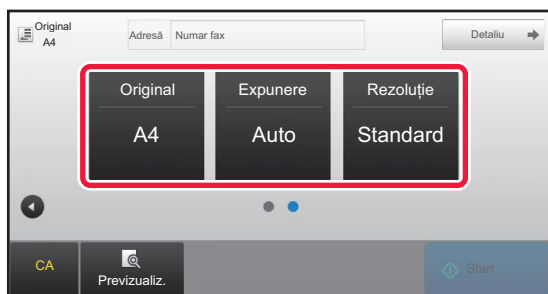 Original
A4
Adresă Numar fax
Detaliu
Original Expunere Rezoluție
A4 Auto Standard
CA
Previzualiz.
Start